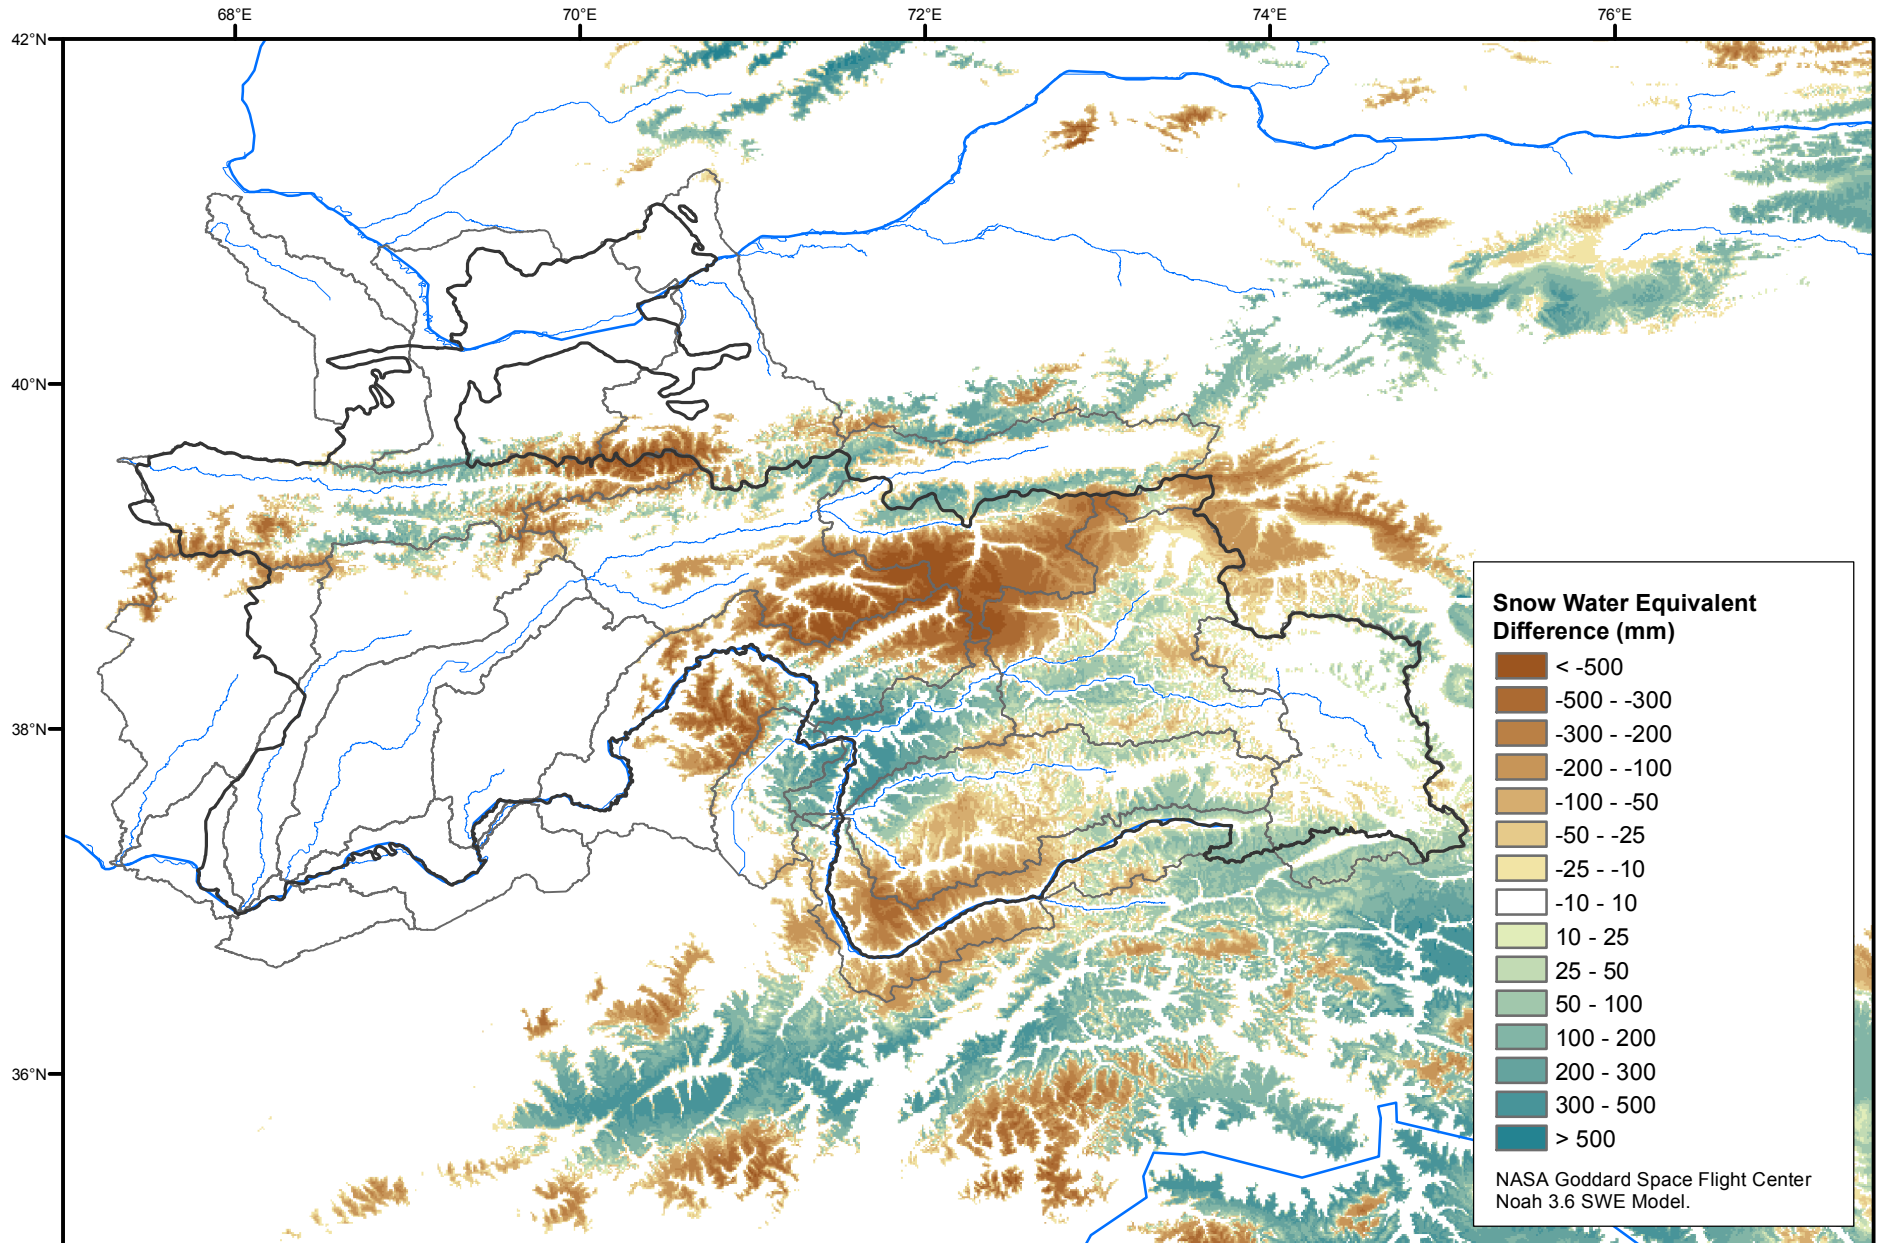 68°E 70°E 72°E 74°E 76°E
42°N
40°N
38°N
36°N
Snow Water Equivalent
Difference (mm)
< -500
-500 - -300
-300 - -200
-200 - -100
-100 - -50
-50 - -25
-25 - -10
-10 - 10
10 - 25
25 - 50
50 - 100
100 - 200
200 - 300
300 - 500
> 500
NASA Goddard Space Flight Center
Noah 3.6 SWE Model.